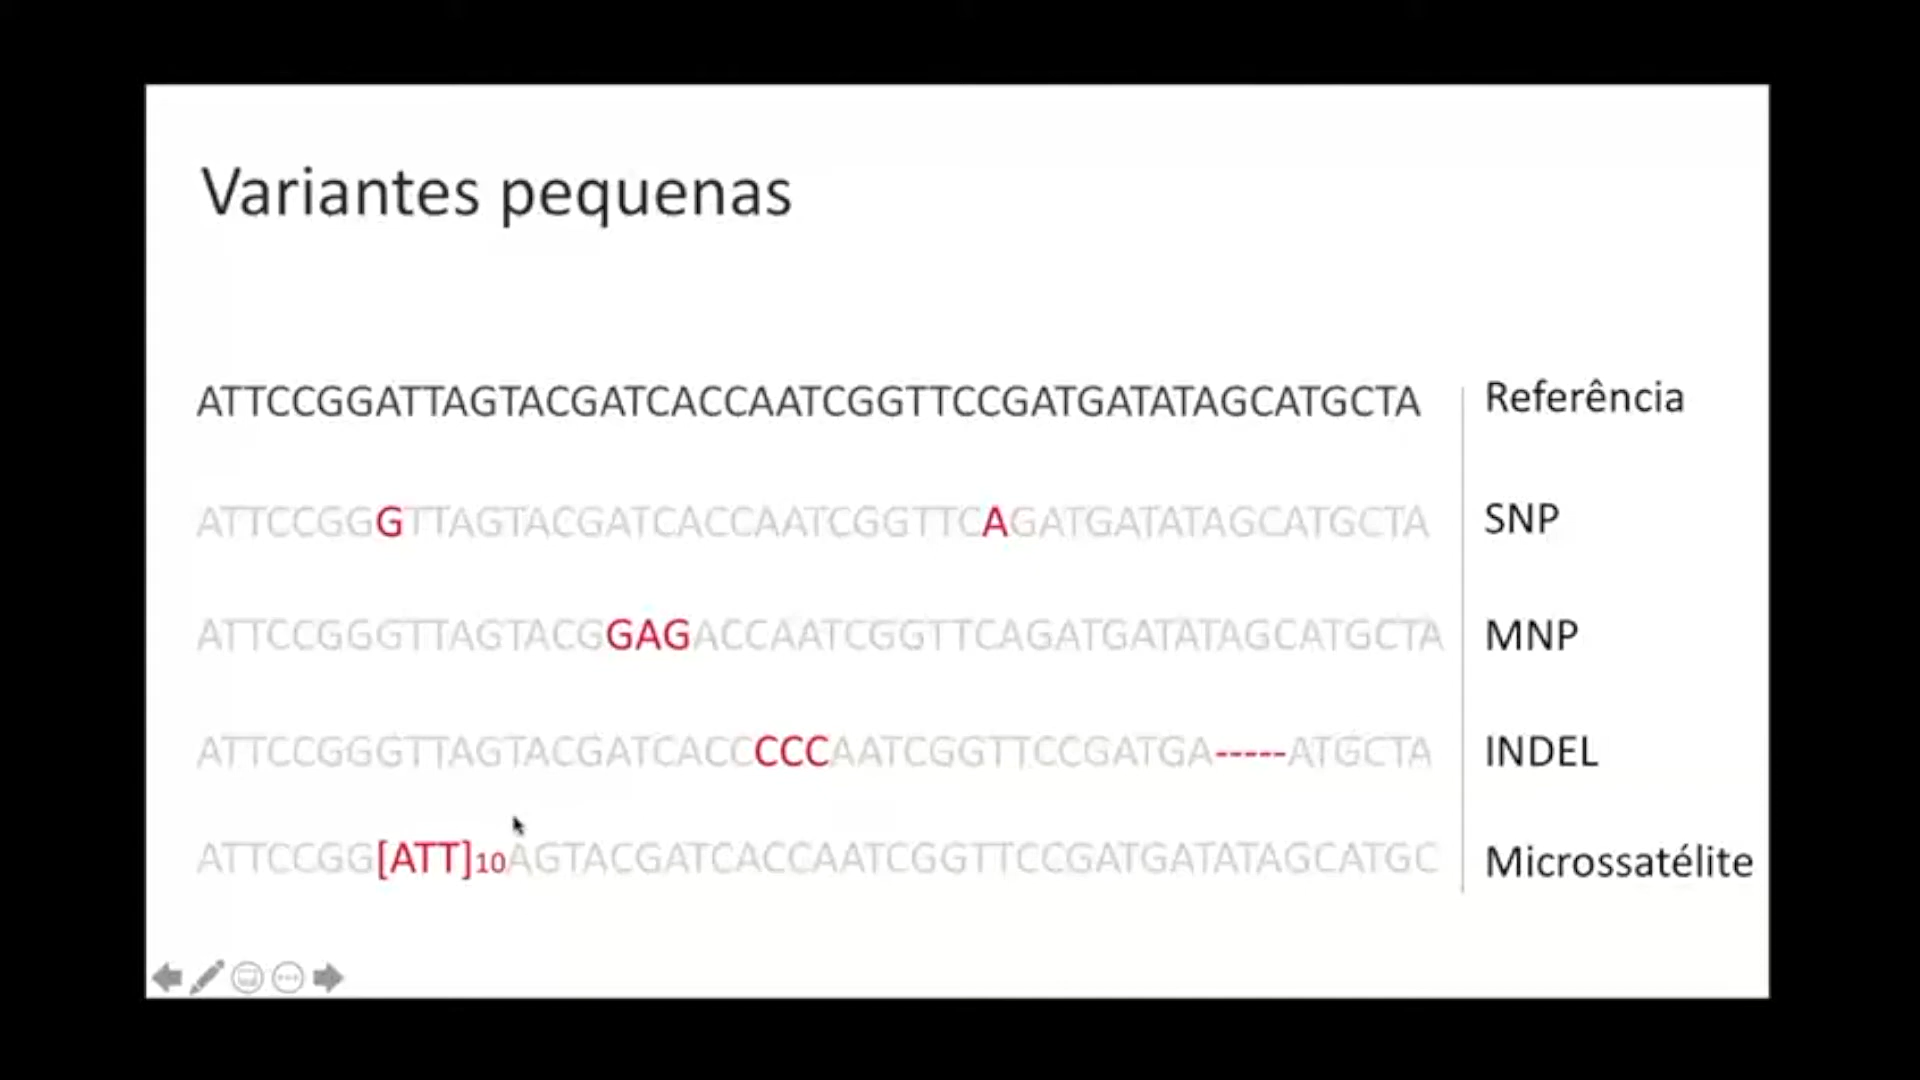 Variantes pequenas
ATTCCGGATTAGTACGATCACCAATCGGTTCCGATGATATAGCATGCTA Referência
ATTCCGGGTTAGTACGATCACCAATCGGTTCAGATGATATAGCATGCTA SNP
ATTCCGGGTTAGTACGGAGACCAATCGGTTCAGATGATATAGCATGCTA MNP
ATTCCGGGTTAGTACGATCACCCCCAATCGGTTCCGATGA-----ATGCTA INDEL
ATTCCGG[ATT]10AGTACGATCACCAATCGGTTCCGATGATATAGCATGC Microssatélite